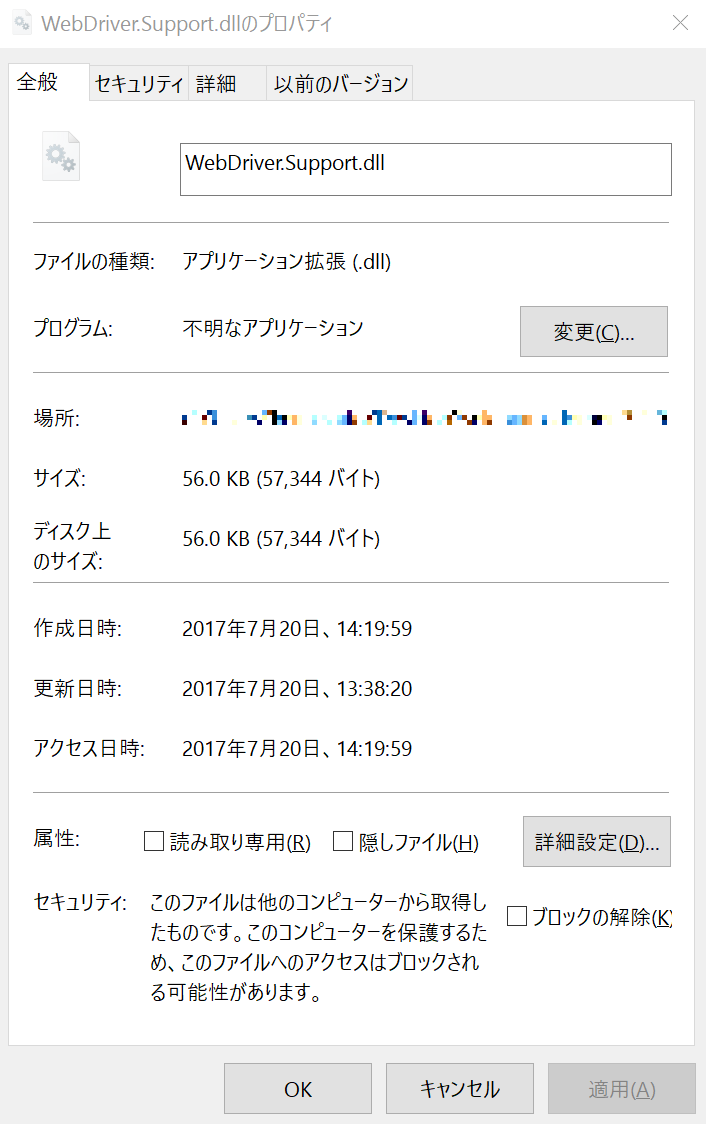 WebDriver.Support.dllのプロパティ
全般 セキュリティ 詳細 以前のバージョン
WebDriver.Support.dll
ファイルの種類: アプリケーション拡張 (.dll)
プログラム: 不明なアプリケーション 変更(C)...
場所:
サイズ: 56.0 KB (57,344 バイト)
ディスク上
のサイズ: 56.0 KB (57,344 バイト)
作成日時: 2017年7月20日、14:19:59
更新日時: 2017年7月20日、13:38:20
アクセス日時: 2017年7月20日、14:19:59
属性: 読み取り専用(R) 隠しファイル(H) 詳細設定(D)...
セキュリティ: このファイルは他のコンピューターから取得し
たものです。このコンピューターを保護するた
め、このファイルへのアクセスはブロックされ
る可能性があります。
ブロックの解除(K)
OK キャンセル 適用(A)